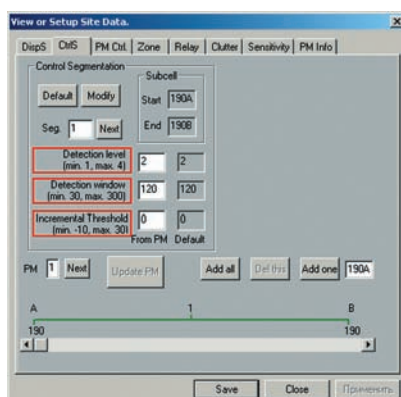 View or Setup Site Data.
DispS CtrlS PM Ctrl. Zone Relay Clutter Sensitivity PM Info
Control Segmentation
Subcell
Default Modify
Start 190A
Seg. 1 Next
End 190B
Detection level
(min. 1, max. 4)
2 2
Detection window
(min. 30, max. 300)
120 120
Incremental Threshold
(min. -10, max. 30)
0 0
From PM Default
PM 1 Next Update PM Add all Del this Add one 190A
A 1 B
190 190
Save Close Применить